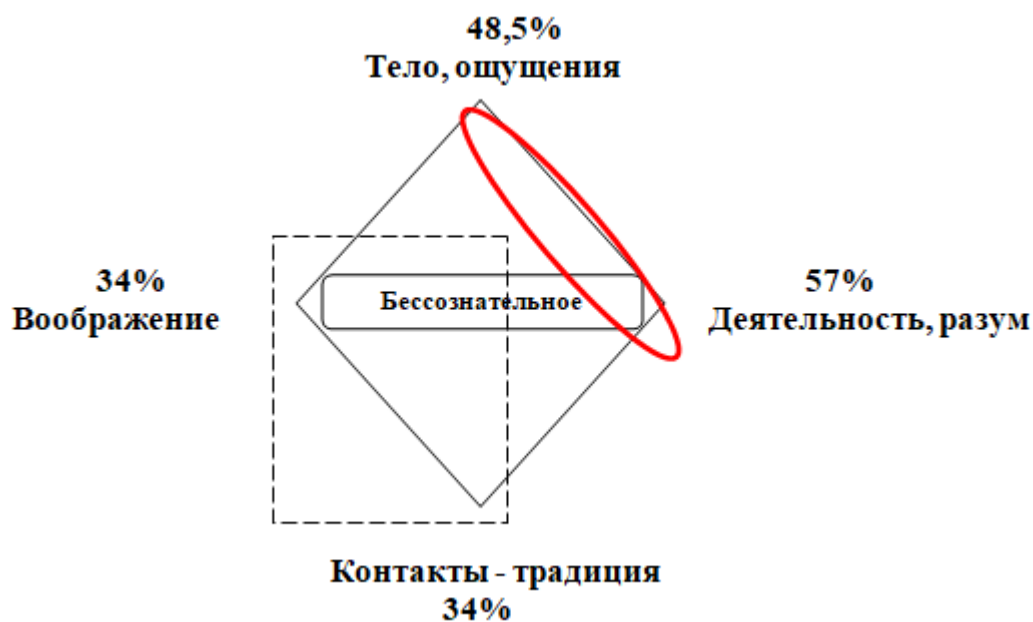 48,5%
Тело, ощущения
34%
Воображение
Бессознательное
57%
Деятельность, разум
Контакты - традиция
34%